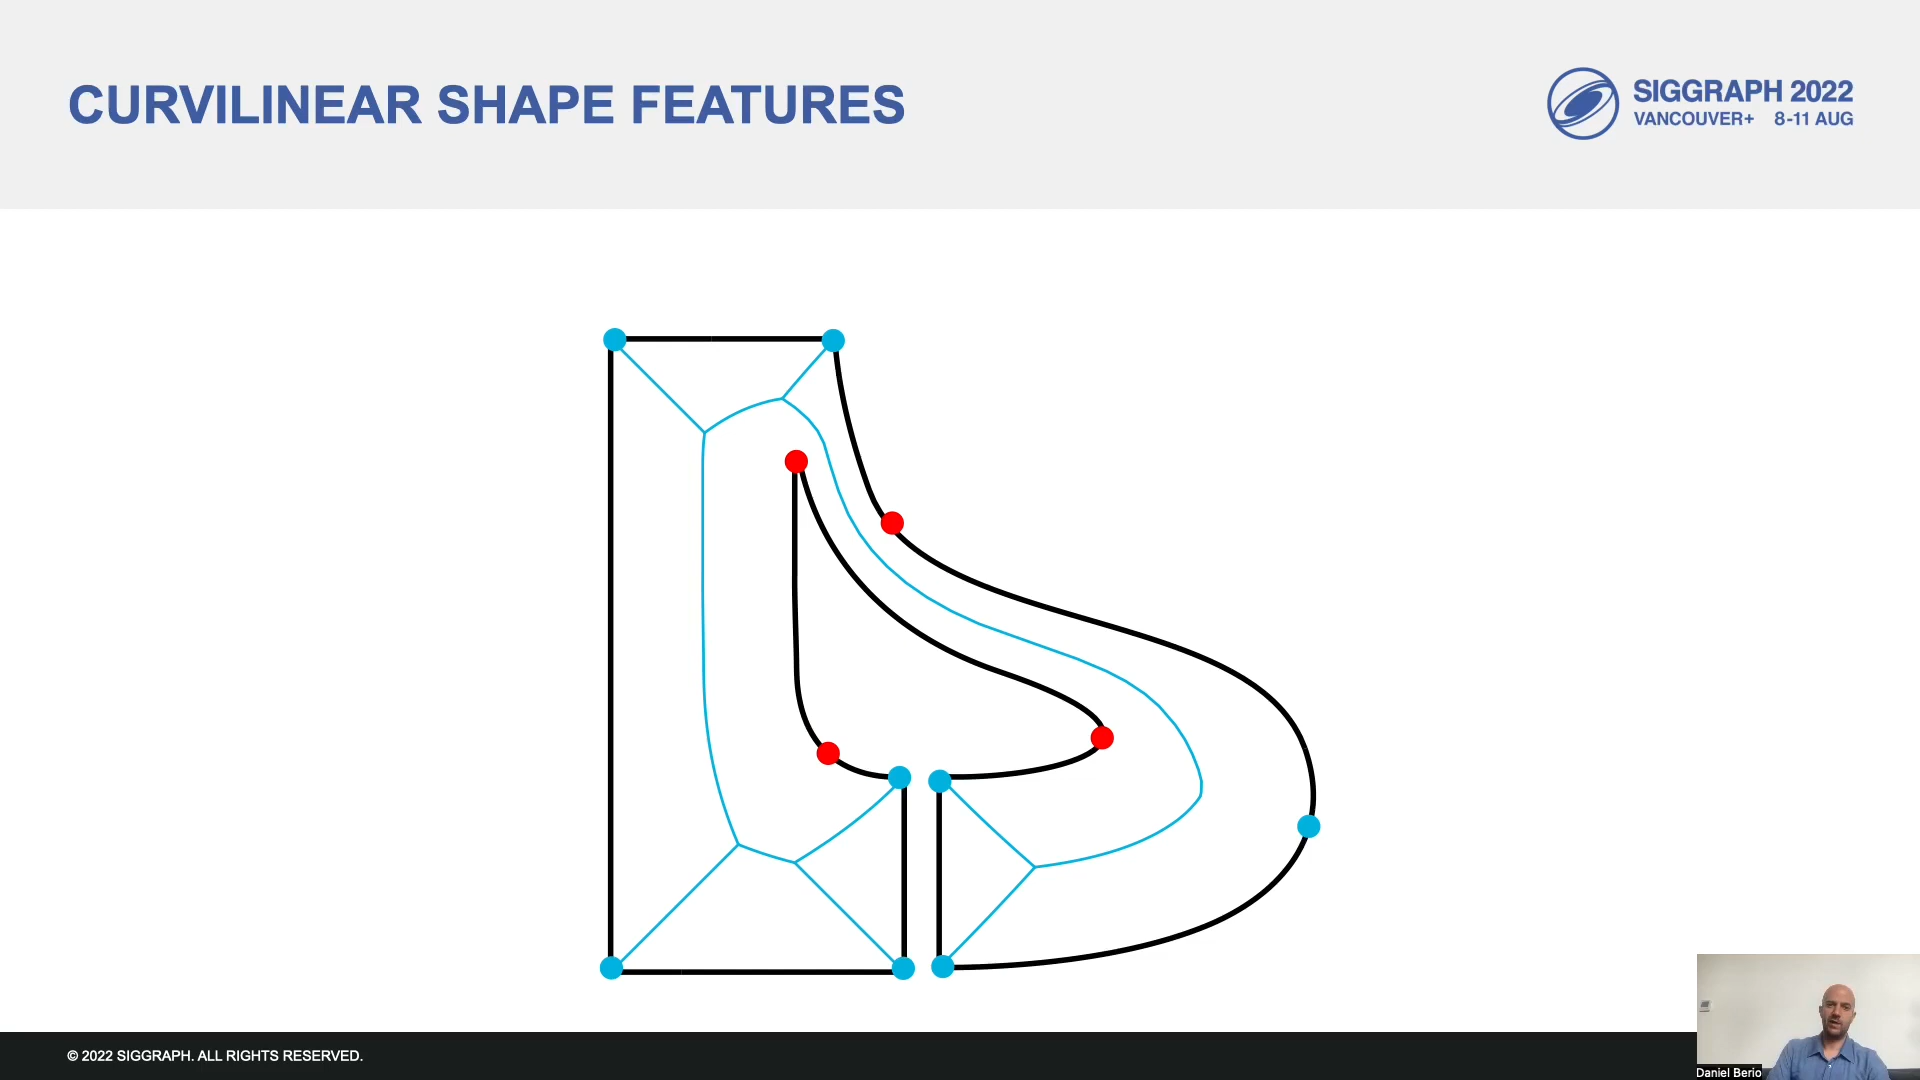 CURVILINEAR SHAPE FEATURES
SIGGRAPH 2022
VANCOUVER+ 8-11 AUG
© 2022 SIGGRAPH. ALL RIGHTS RESERVED.
Daniel Berio